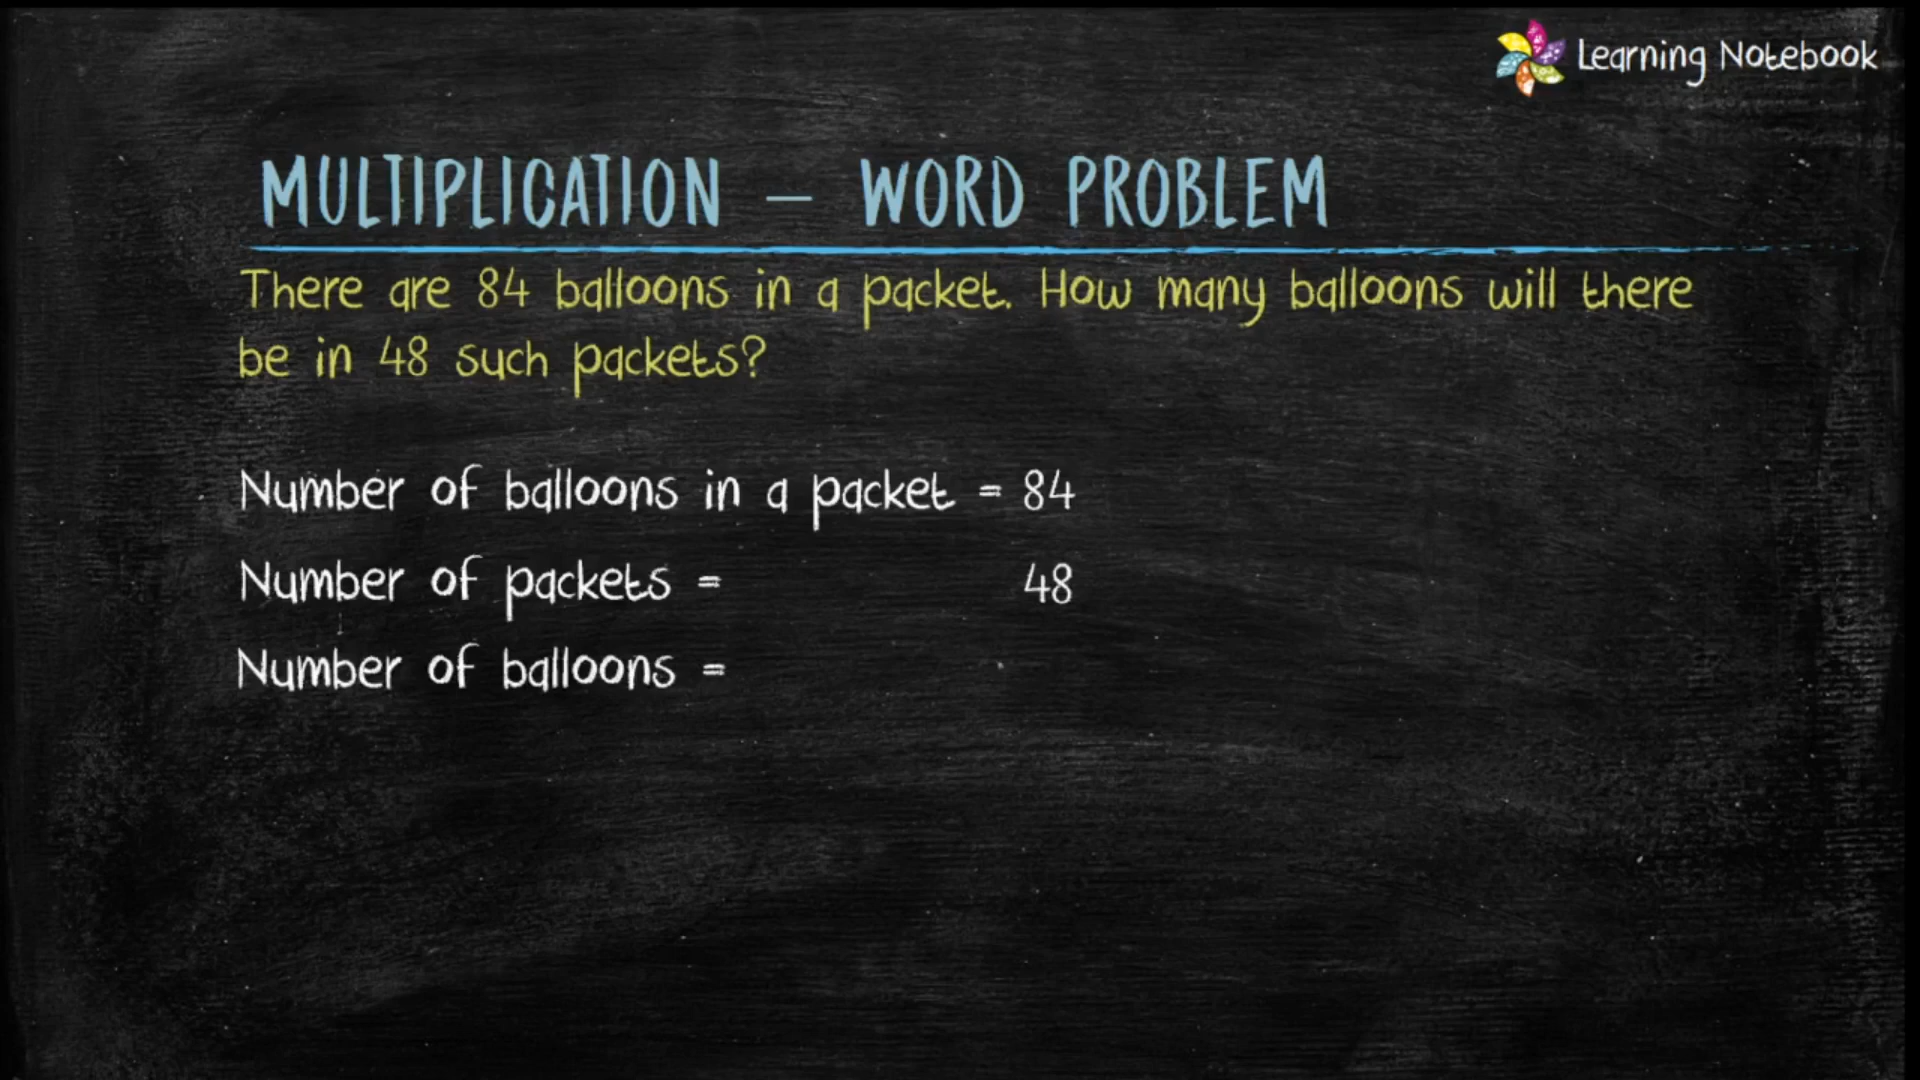 Learning Notebook
MULTIPLICATION – WORD PROBLEM
There are 84 balloons in a packet. How many balloons will there
be in 48 such packets?
Number of balloons in a packet = 84
Number of packets = 48
Number of balloons =